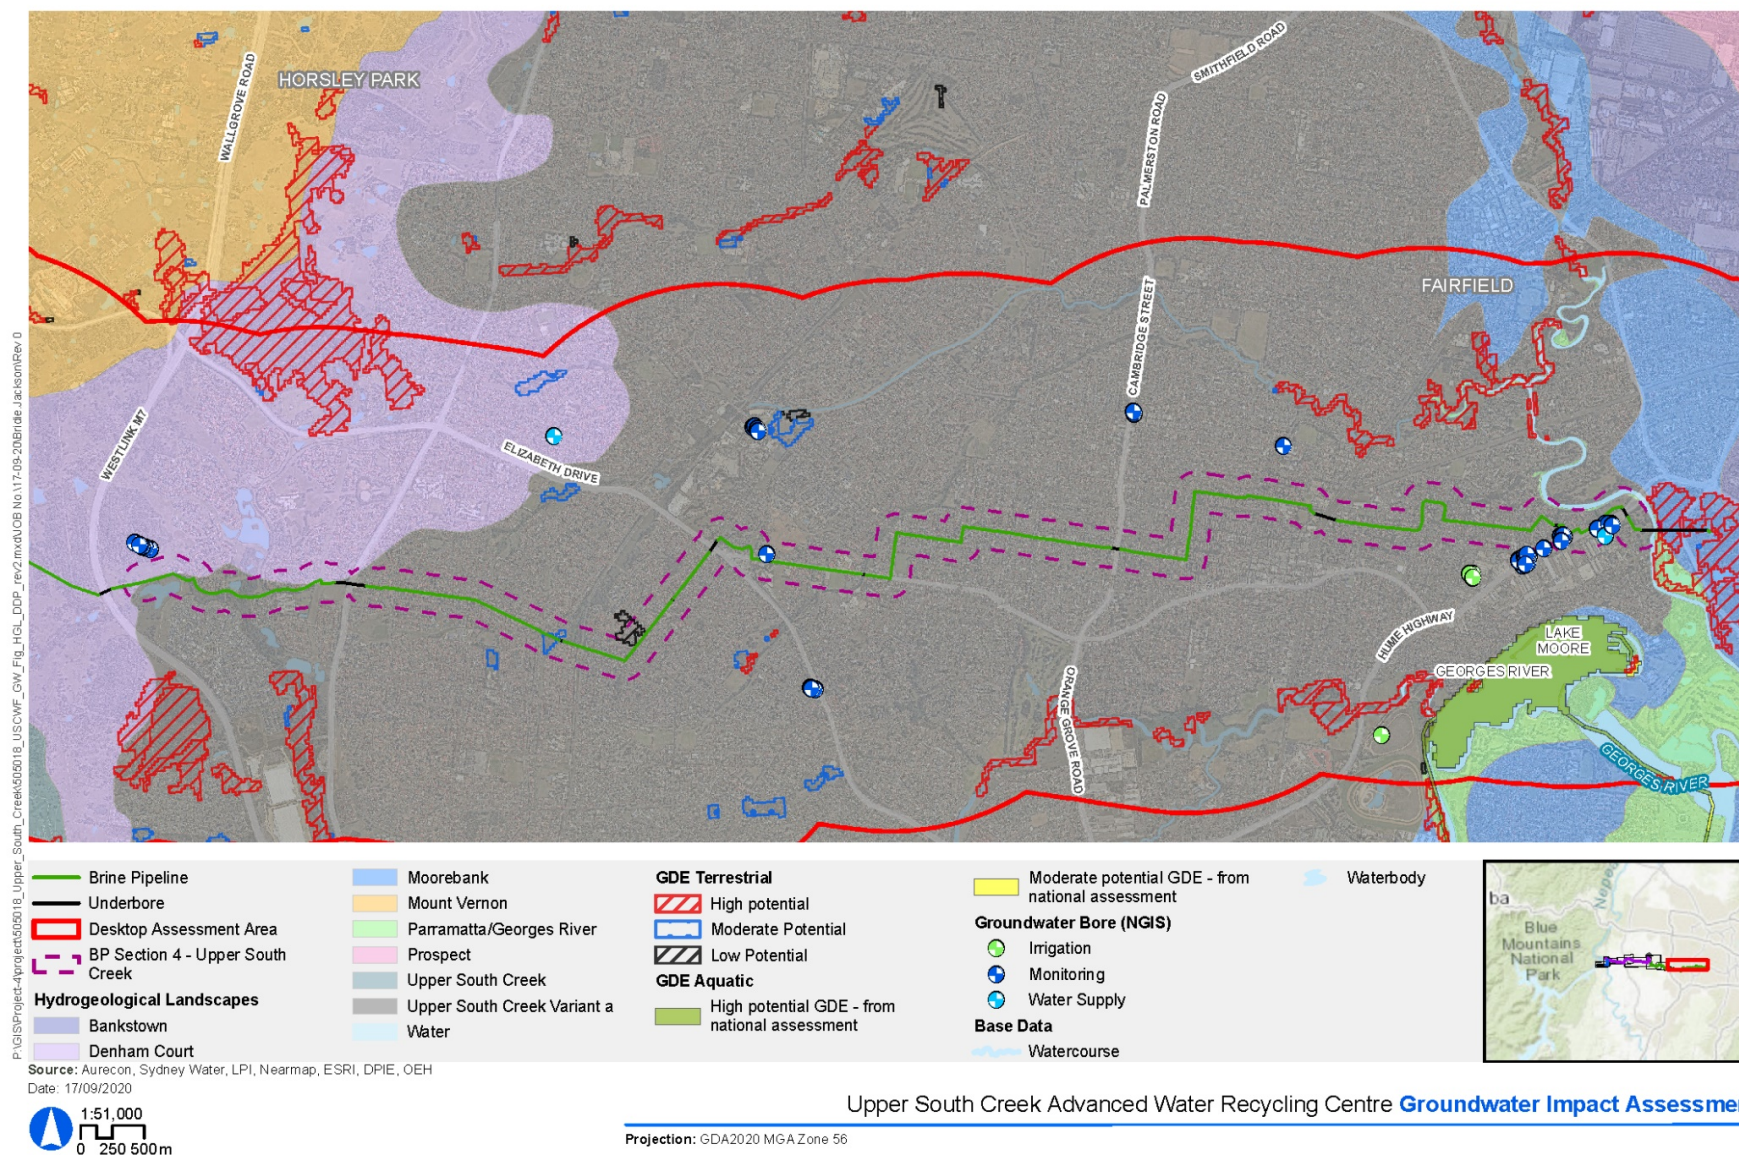 HORSLEY PARK
WALLGROVE ROAD
SMITHFIELD ROAD
PALMERSTON ROAD
FAIRFIELD
CAMBRIDGE STREET
WESTLINK M7
ELIZABETH DRIVE
HUME HIGHWAY
LAKE
MOORE
GEORGES RIVER
ORANGE GROVE ROAD
GEORGES RIVER
Brine Pipeline
Underbore
Desktop Assessment Area
BP Section 4 - Upper South
Creek
Hydrogeological Landscapes
Bankstown
Denham Court
Moorebank
Mount Vernon
Parramatta/Georges River
Prospect
Upper South Creek
Upper South Creek Variant a
Water
GDE Terrestrial
High potential
Moderate Potential
Low Potential
GDE Aquatic
High potential GDE - from
national assessment
Moderate potential GDE - from
national assessment
Groundwater Bore (NGIS)
Irrigation
Monitoring
Water Supply
Base Data
Watercourse
Waterbody
ba
Blue
Mountains
National
Park
Source: Aurecon, Sydney Water, LPI, Nearmap, ESRI, DPIE, OEH
Date: 17/09/2020
1:51,000
0 250 500m
Upper South Creek Advanced Water Recycling Centre Groundwater Impact Assessme
Projection: GDA2020 MGA Zone 56